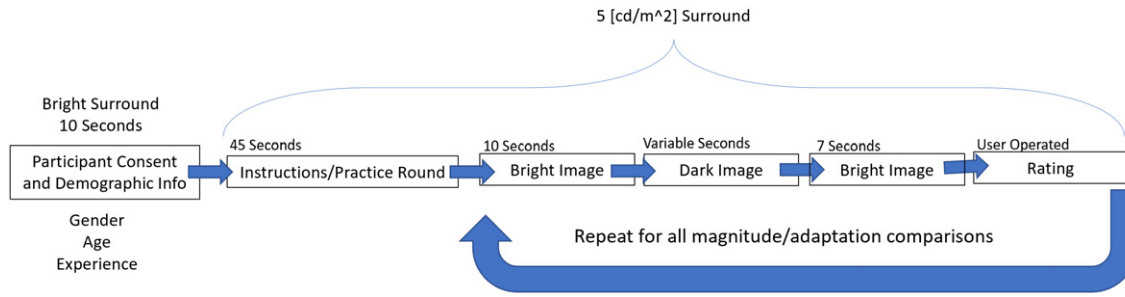 5 [cd/m^2] Surround
Bright Surround
10 Seconds
Participant Consent
and Demographic Info
Gender
Age
Experience
45 Seconds
Instructions/Practice Round
10 Seconds
Bright Image
Variable Seconds
Dark Image
7 Seconds
Bright Image
User Operated
Rating
Repeat for all magnitude/adaptation comparisons